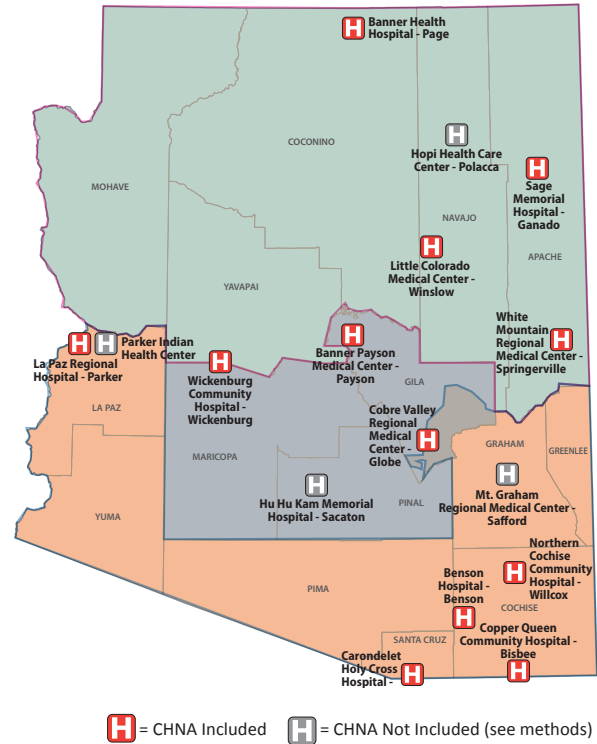 Banner Health
Hospital - Page
COCONINO
Hopi Health Care
Center - Polacca
MOHAVE
Sage
Memorial
Hospital -
Ganado
NAVAJO
APACHE
Little Colorado
Medical Center -
Winslow
YAVAPAI
White
Mountain
Regional
Medical Center -
Springerville
Parker Indian
Health Center
La Paz Regional
Hospital - Parker
Banner Payson
Medical Center -
Payson
Wickenburg
Community
Hospital -
Wickenburg
GILA
LA PAZ
Cobre Valley
Regional
Medical
Center -
Globe
MARICOPA
GRAHAM
GREENLEE
Mt. Graham
Regional Medical Center -
Safford
Hu Hu Kam Memorial
Hospital - Sacaton
PINAL
YUMA
Northern
Cochise
Community
Hospital -
Willcox
Benson
Hospital -
Benson
PIMA
COCHISE
Copper Queen
Community Hospital -
Bisbee
SANTA CRUZ
Carondelet
Holy Cross
Hospital -
H = CHNA Included H = CHNA Not Included (see methods)